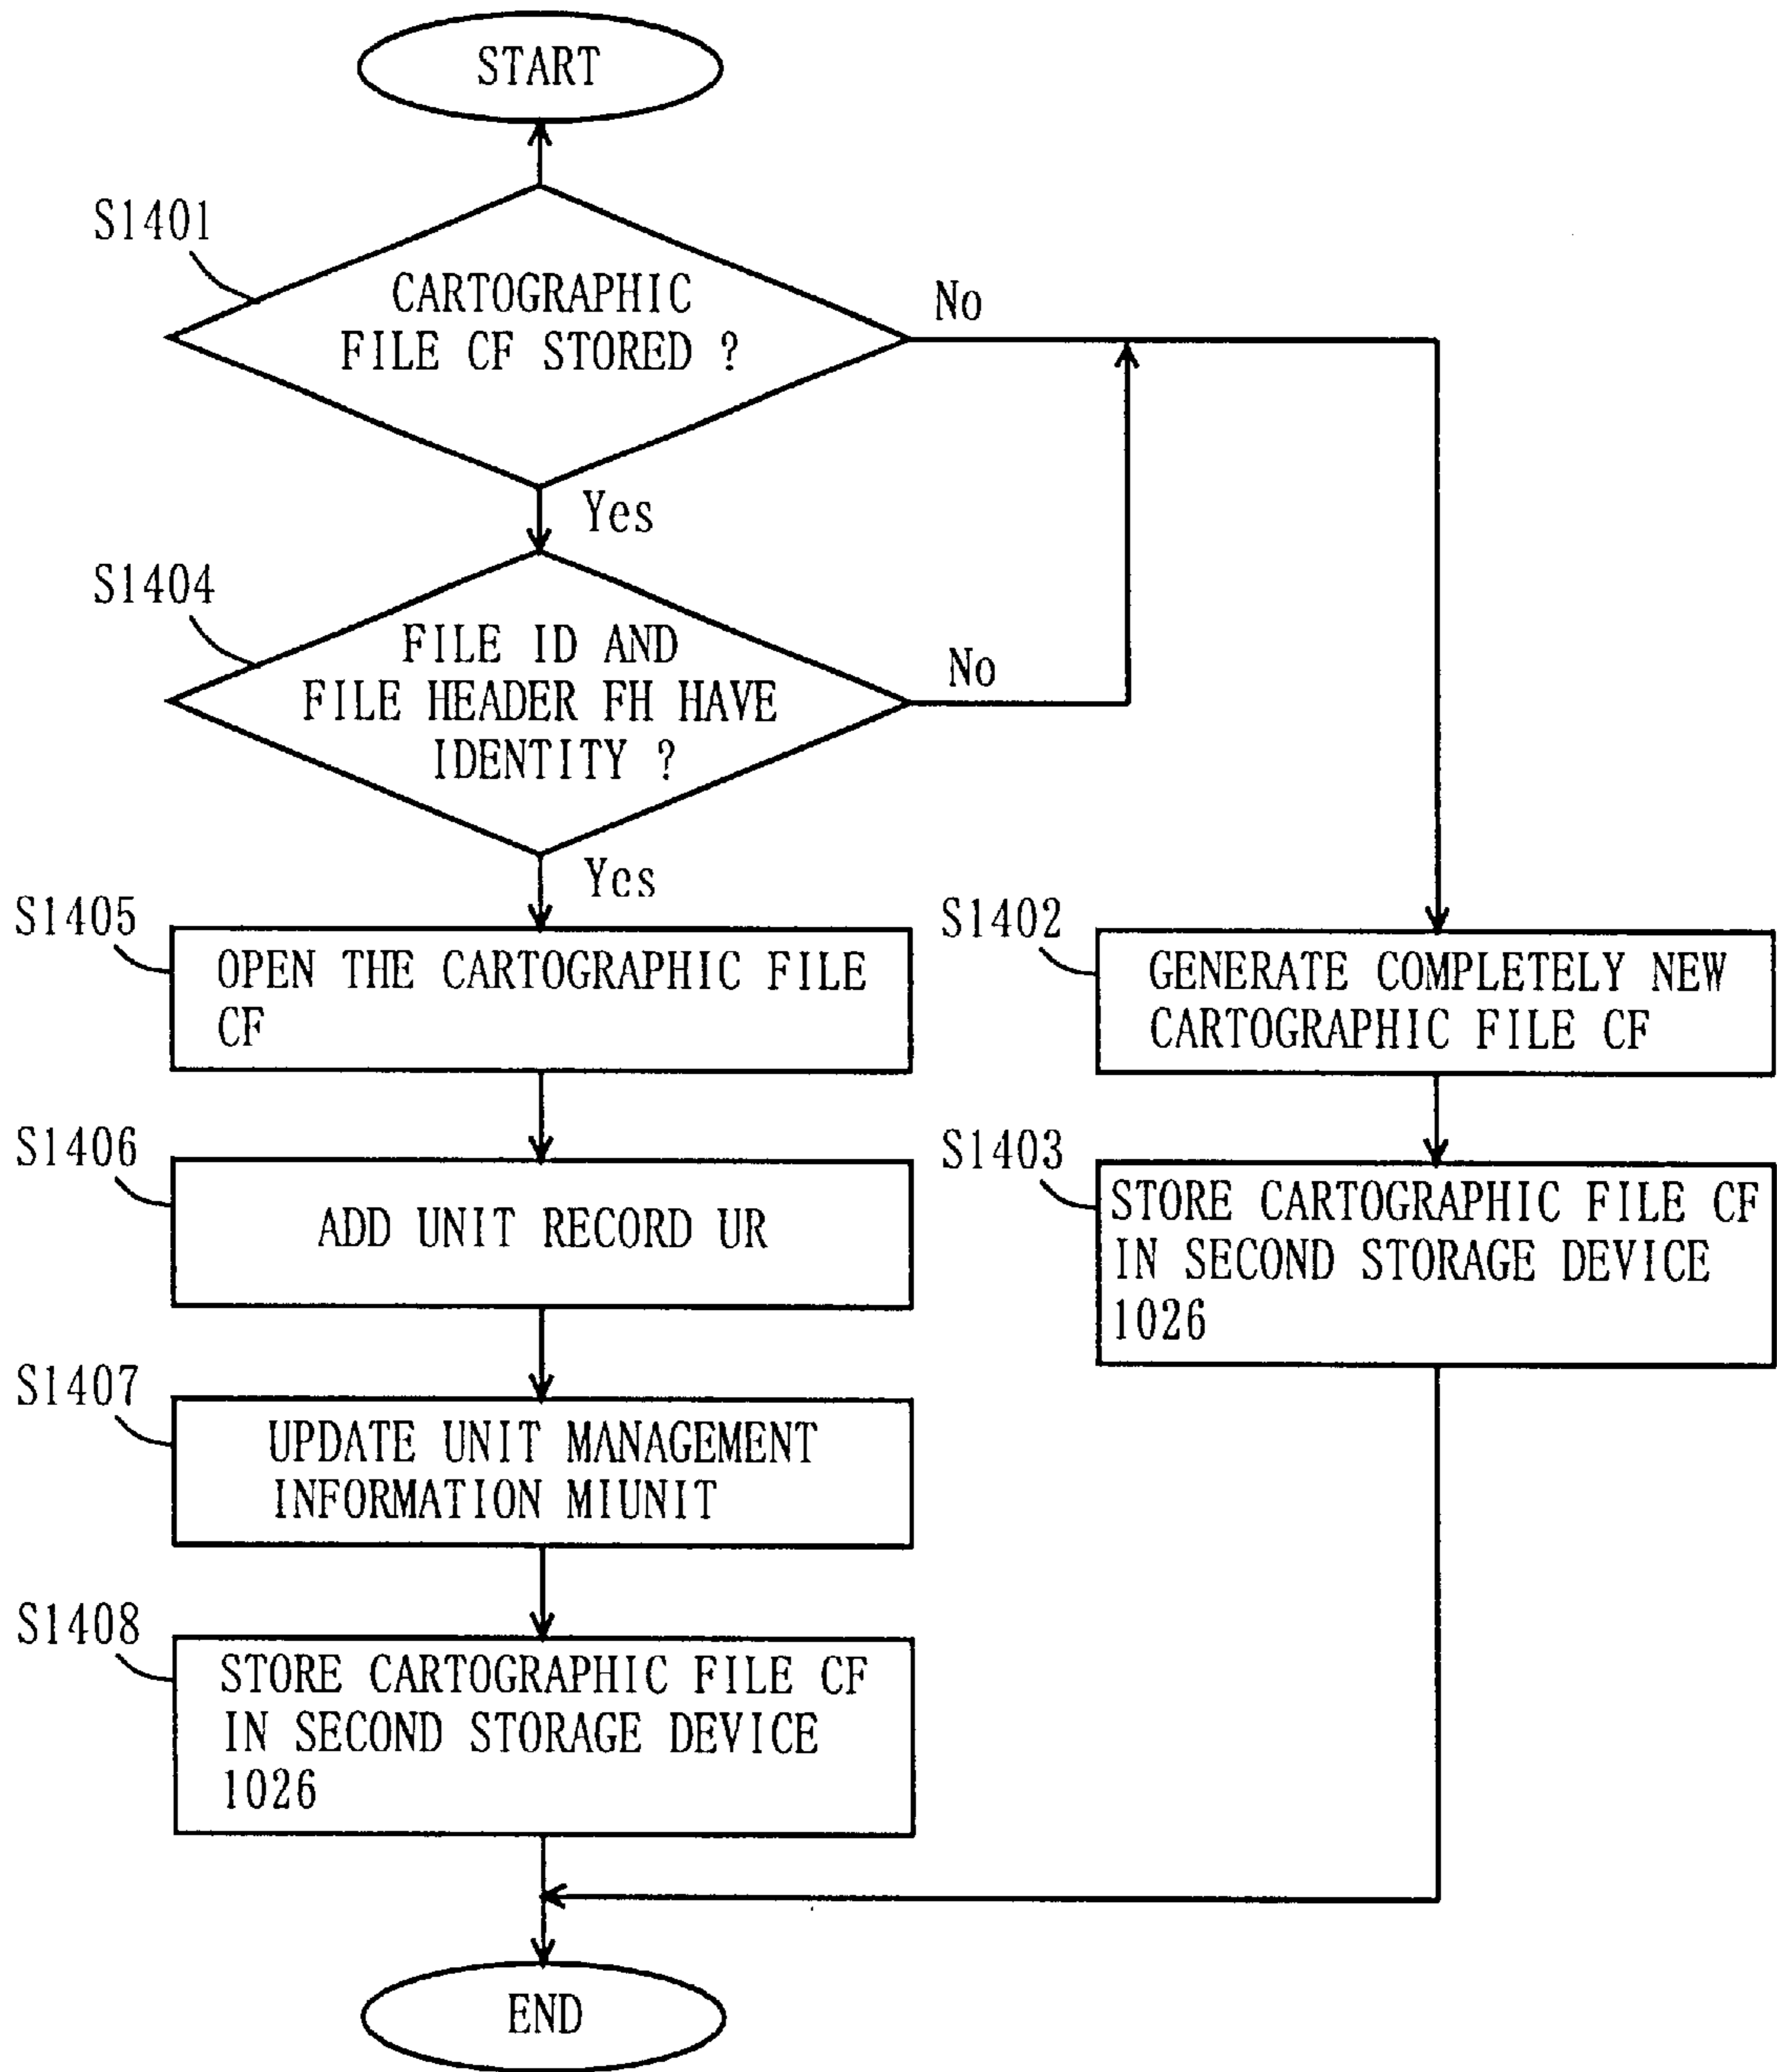 START
S1401
CARTOGRAPHIC
FILE CF STORED ?
No
Yes
S1404
FILE ID AND
FILE HEADER FH HAVE
IDENTITY ?
No
Yes
S1405
OPEN THE CARTOGRAPHIC FILE
CF
S1402
GENERATE COMPLETELY NEW
CARTOGRAPHIC FILE CF
S1406
ADD UNIT RECORD UR
S1403
STORE CARTOGRAPHIC FILE CF
IN SECOND STORAGE DEVICE
1026
S1407
UPDATE UNIT MANAGEMENT
INFORMATION MIUNIT
S1408
STORE CARTOGRAPHIC FILE CF
IN SECOND STORAGE DEVICE
1026
END